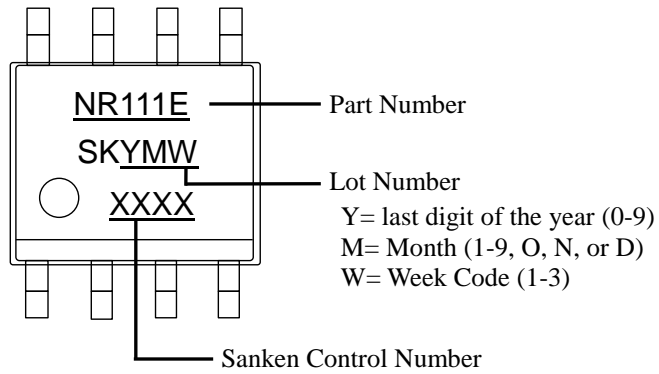 NR111E
Part Number
SKYMW
Lot Number
XXXX
Y= last digit of the year (0-9)
M= Month (1-9, O, N, or D)
W= Week Code (1-3)
Sanken Control Number